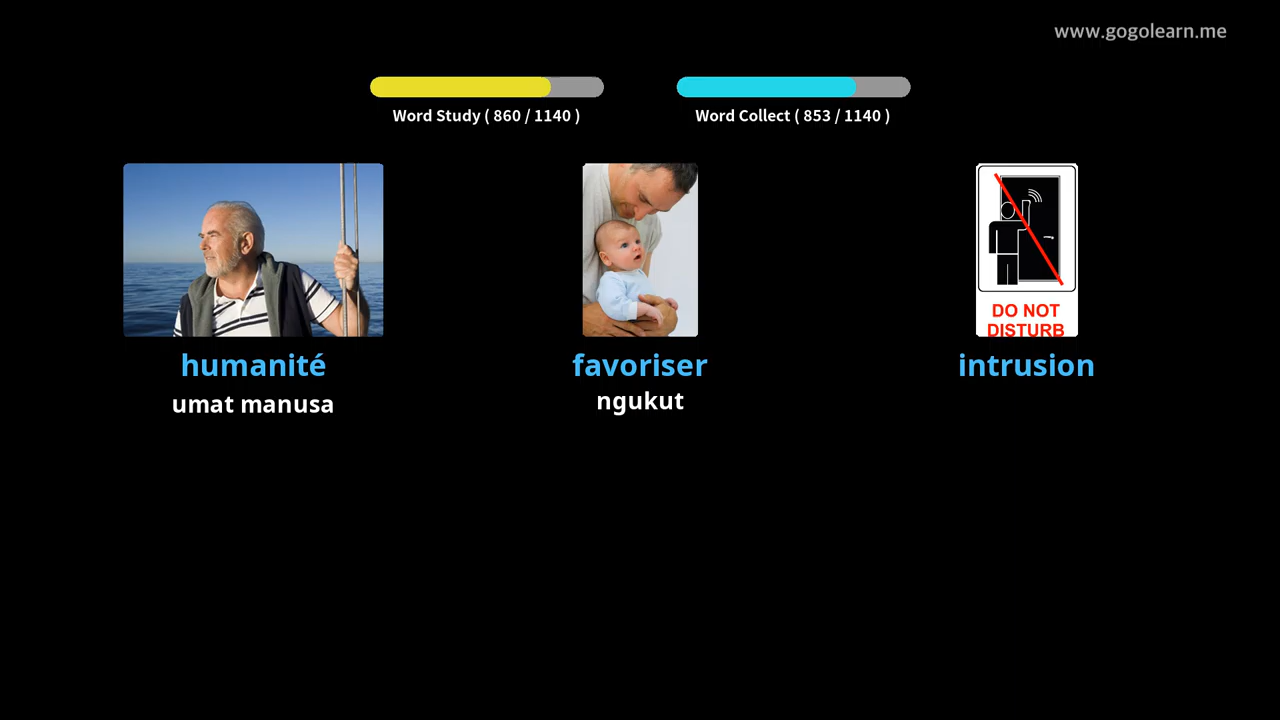 www.gogolearn.me
Word Study ( 860 / 1140 )
Word Collect ( 853 / 1140 )
DO NOT
DISTURB
humanité
favoriser
intrusion
umat manusa
ngukut